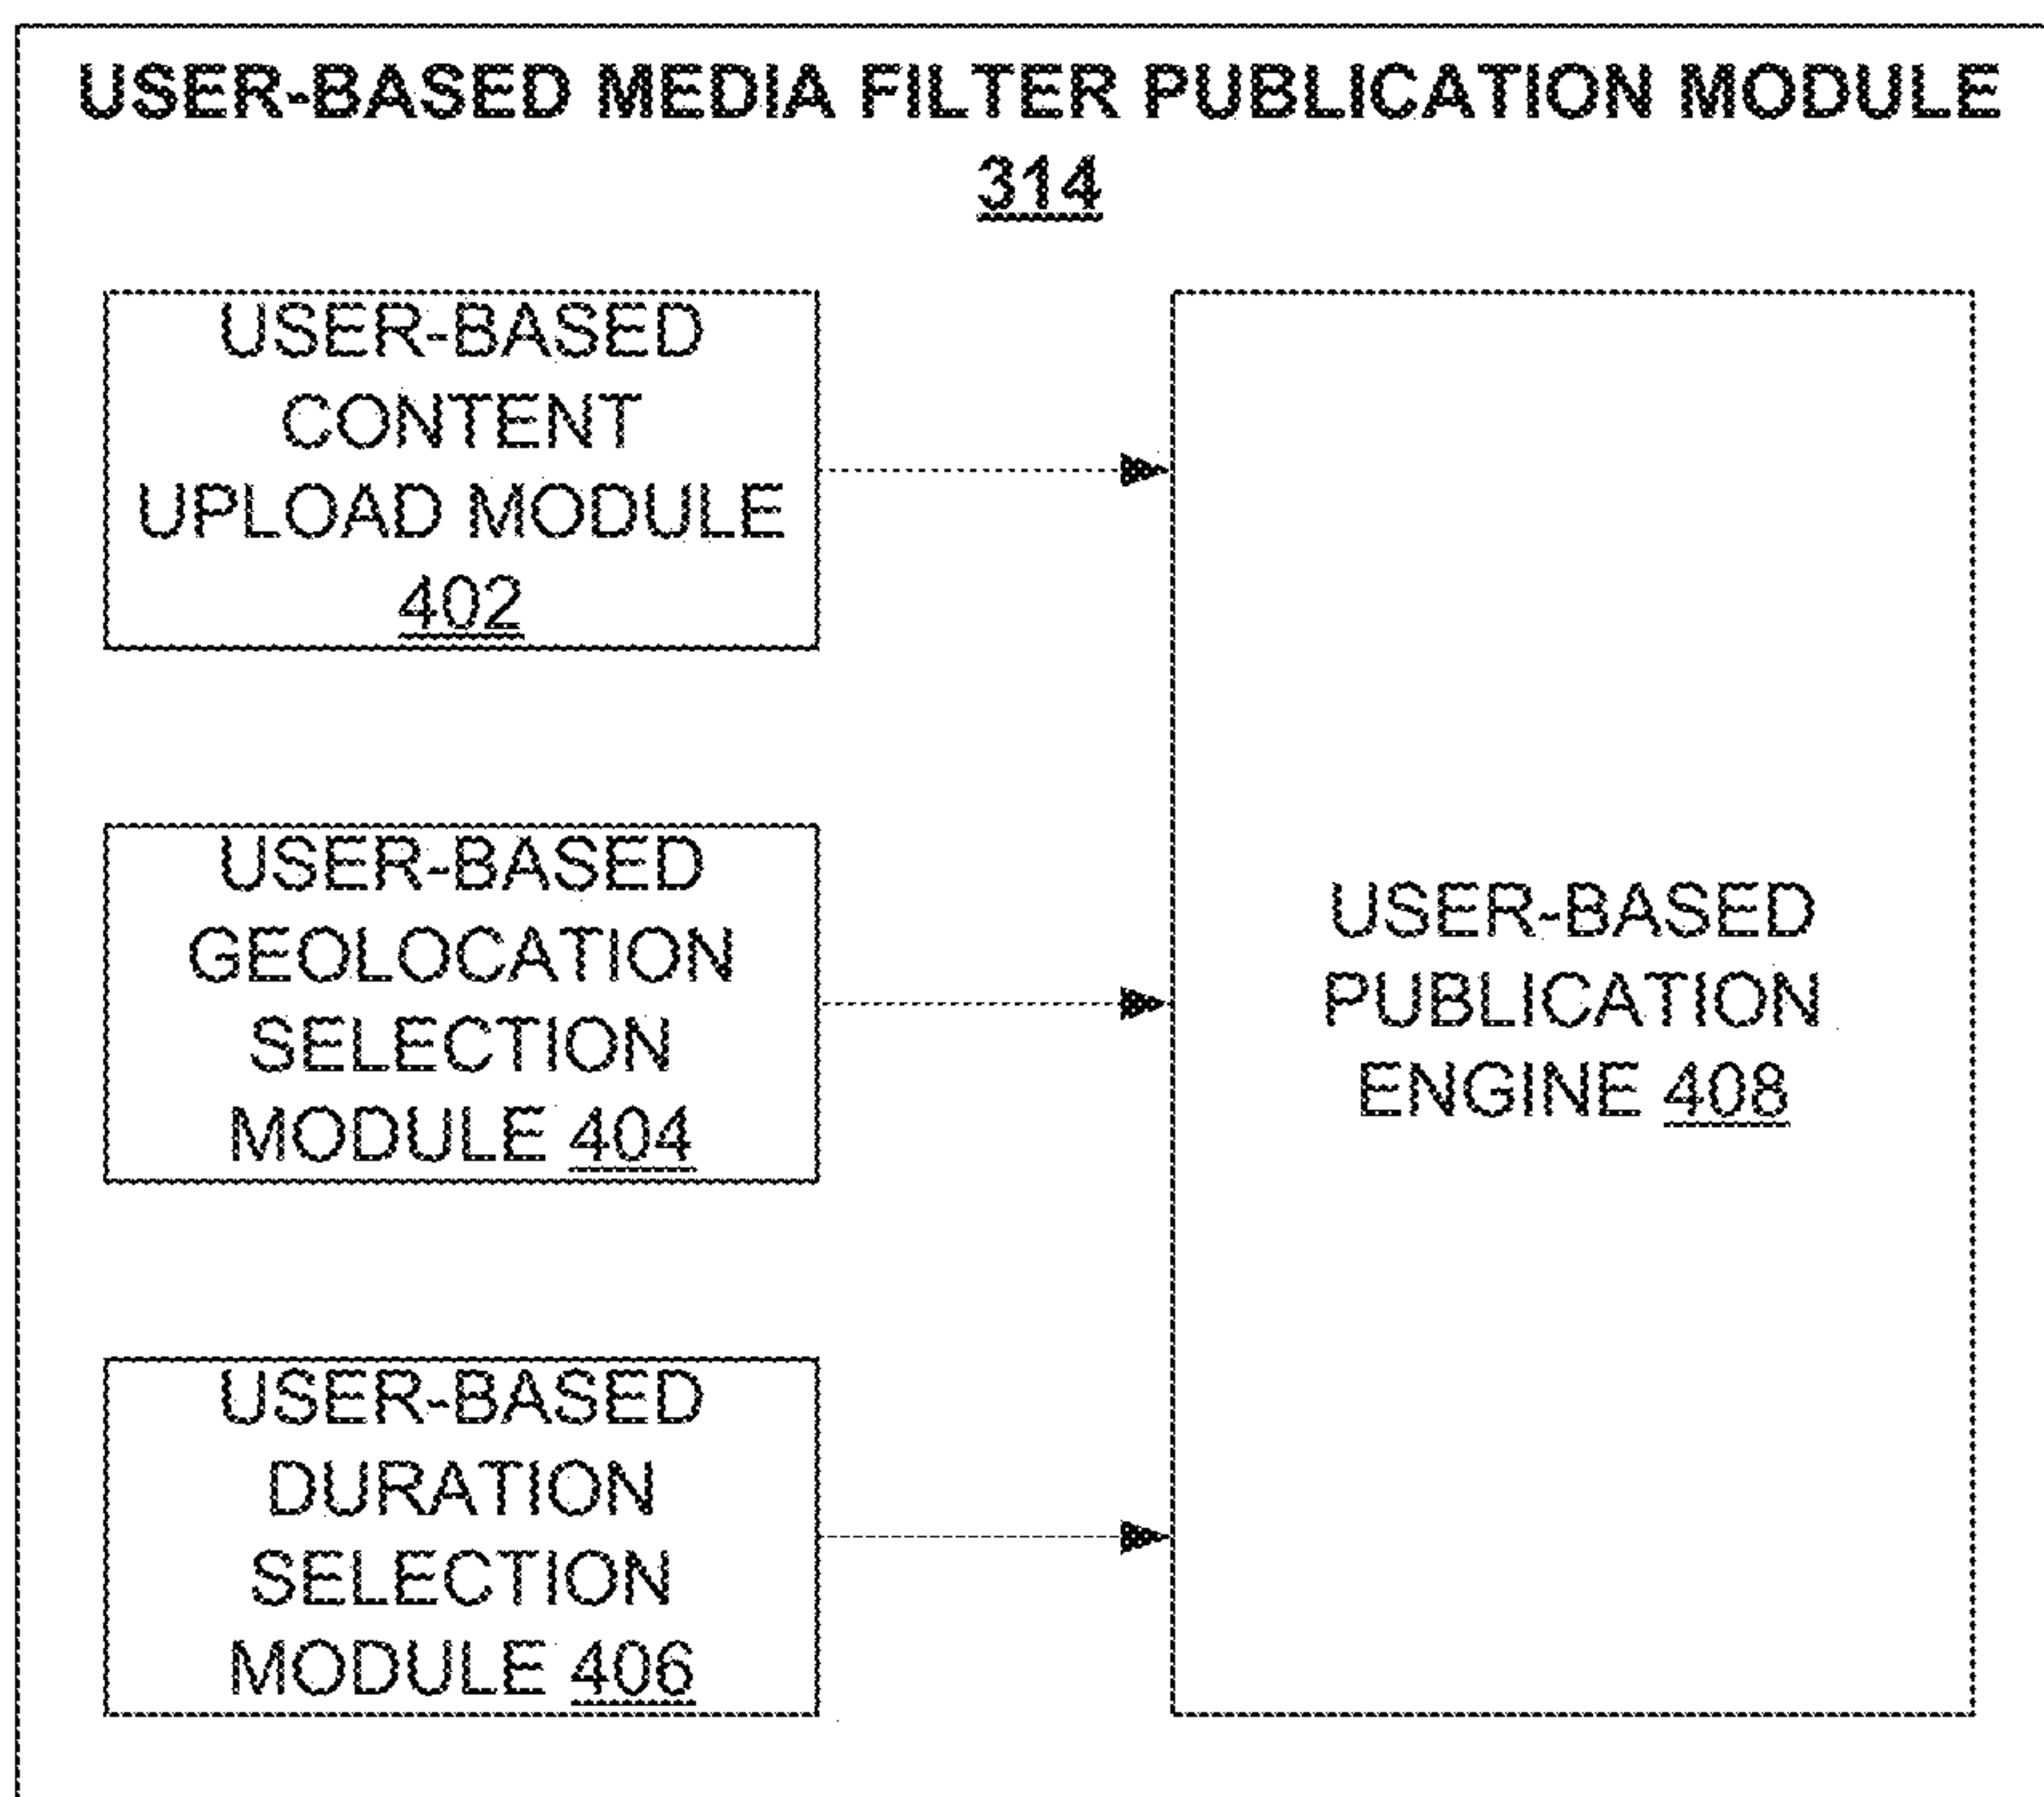 USER-BASED MEDIA FILTER PUBLICATION MODULE
314
USER-BASED
CONTENT
UPLOAD MODULE
402
USER-BASED
GEOLOCATION
SELECTION
MODULE 404
USER-BASED
DURATION
SELECTION
MODULE 406
USER-BASED
PUBLICATION
ENGINE 408